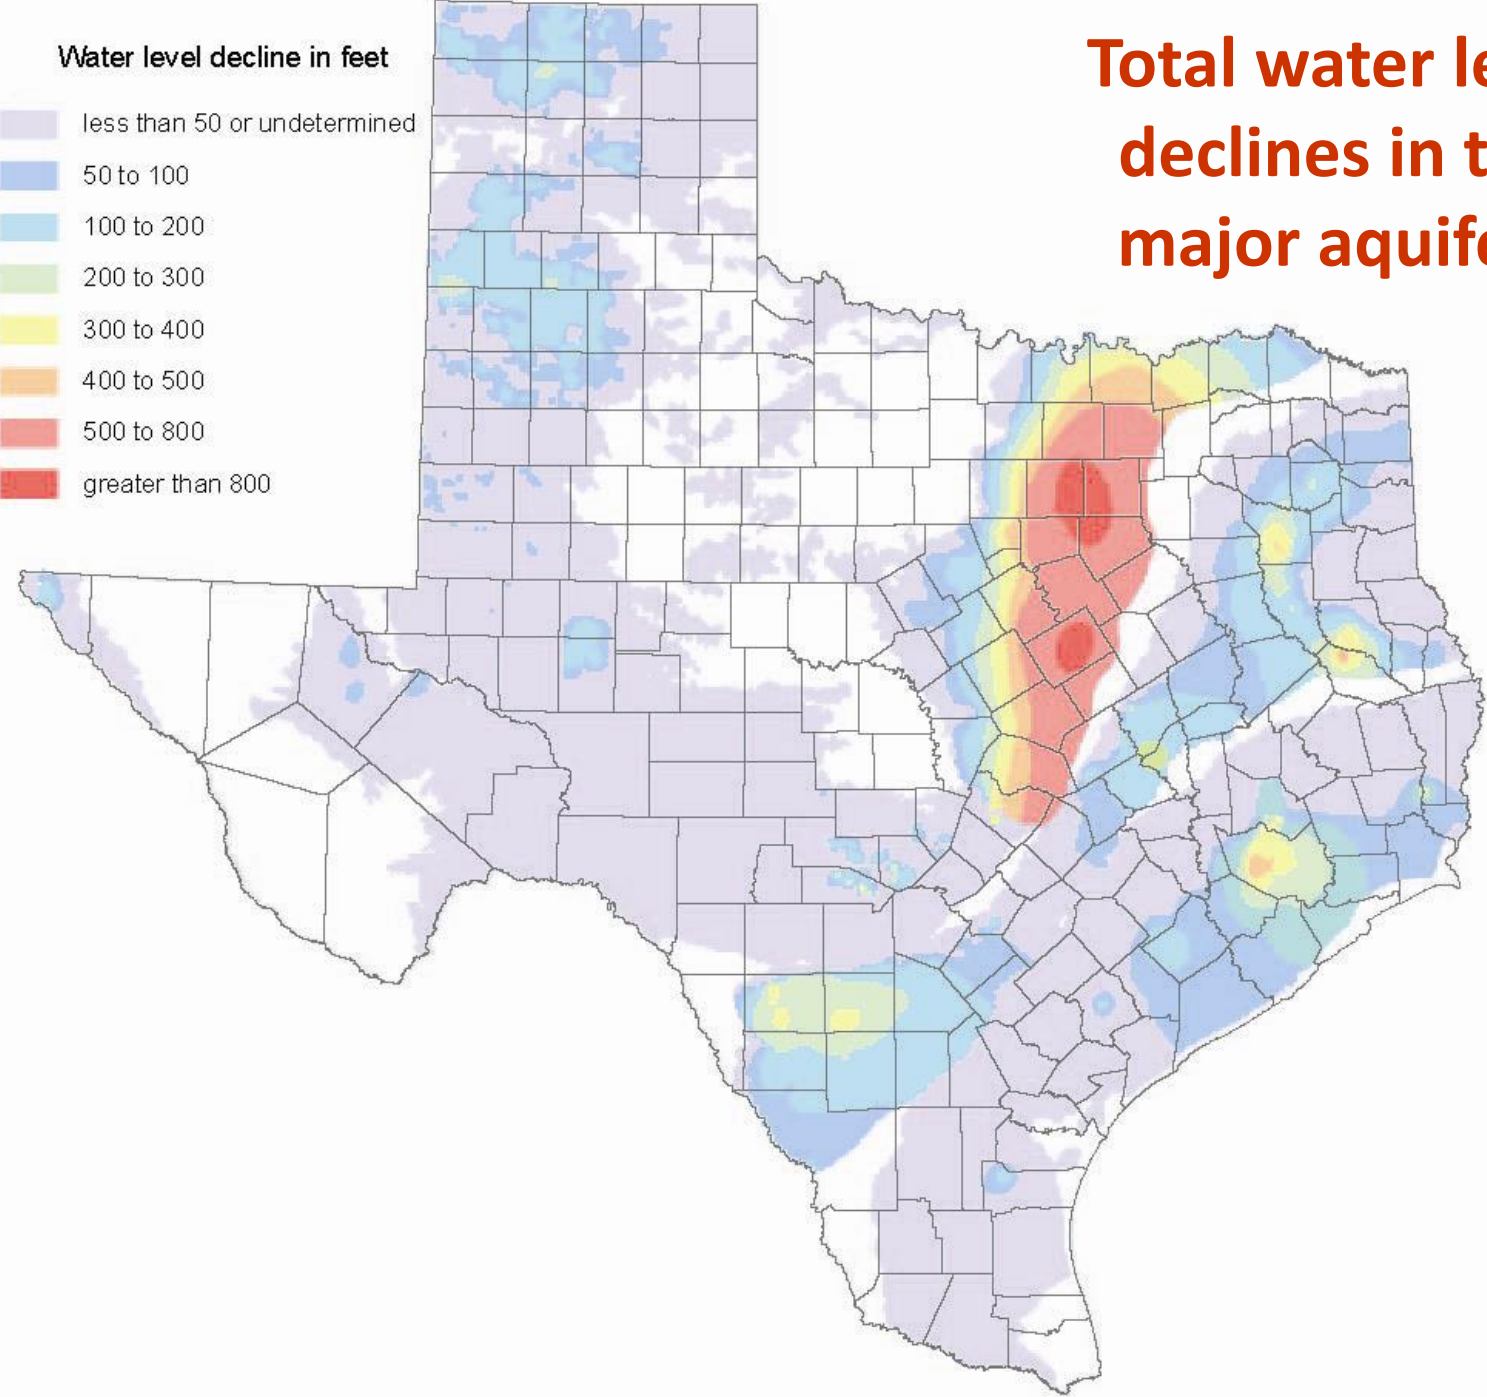 Total water le
declines in t
major aquife
Water level decline in feet
less than 50 or undetermined
50 to 100
100 to 200
200 to 300
300 to 400
400 to 500
500 to 800
greater than 800